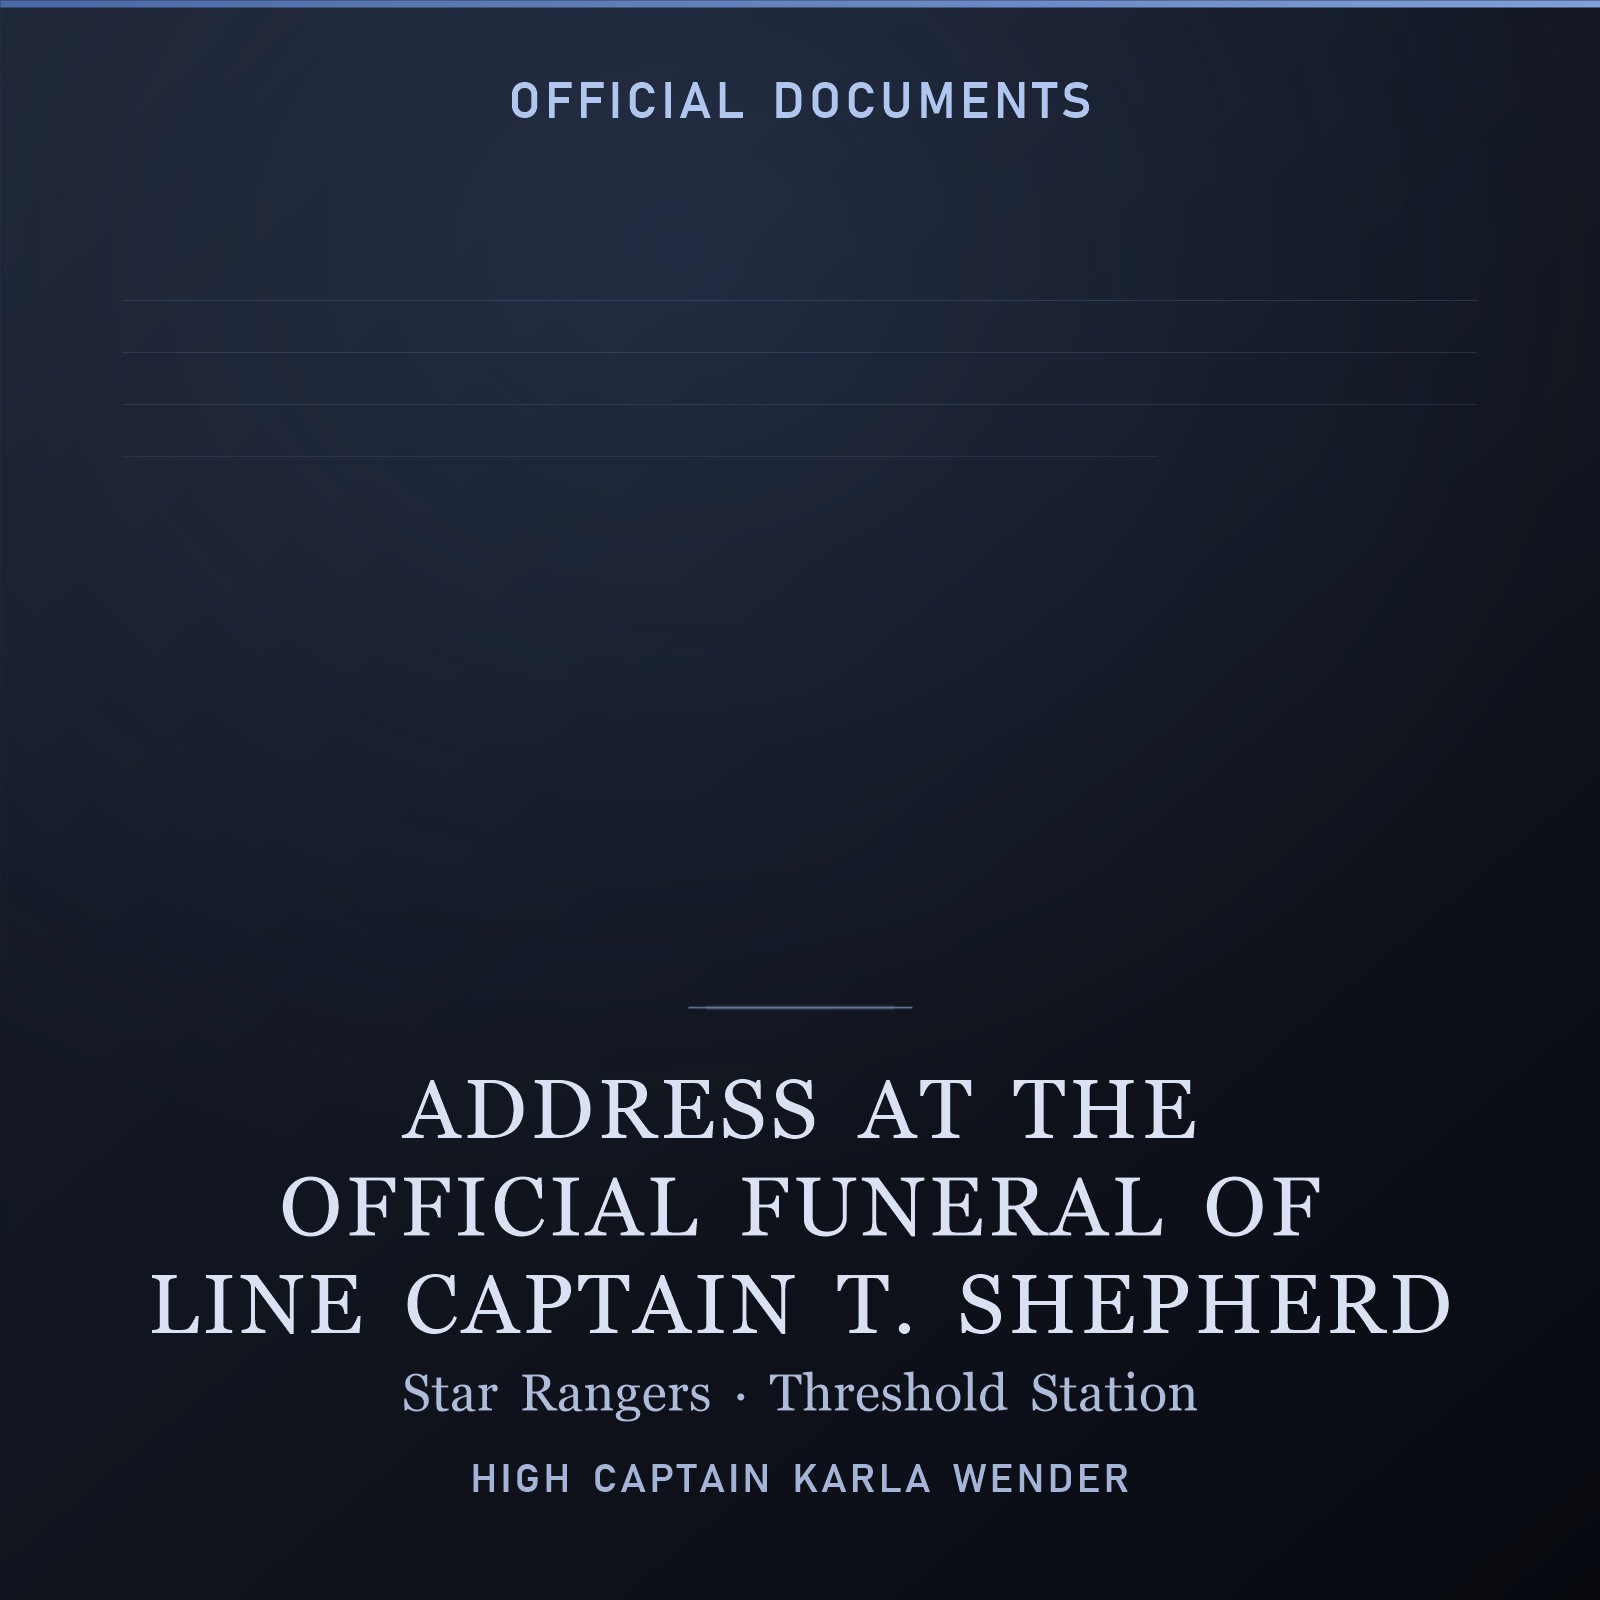 OFFICIAL DOCUMENTS
ADDRESS AT THE
OFFICIAL FUNERAL OF
LINE CAPTAIN T. SHEPHERD
Star Rangers · Threshold Station
HIGH CAPTAIN KARLA WENDER